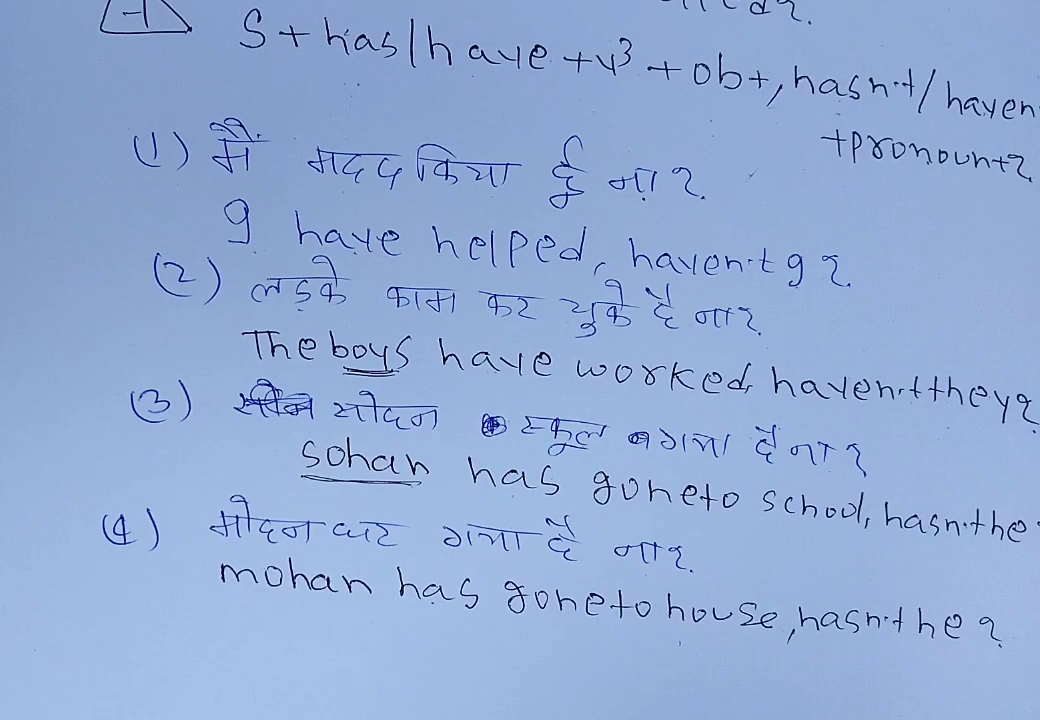 S + has/have + v³ + ob+, hasn't/haven
+pronoun+?
(1) मैं मदद किया हूँ ना?
I have helped, haven't I?
(2) लड़के काम कर चुके हैं ना?
The boys have worked, haven't they?
(3) सोहन स्कूल गया है ना?
sohan has gone to school, hasn't he
(4) मोहन घर गया है ना?
mohan has gone to house, hasn't he?